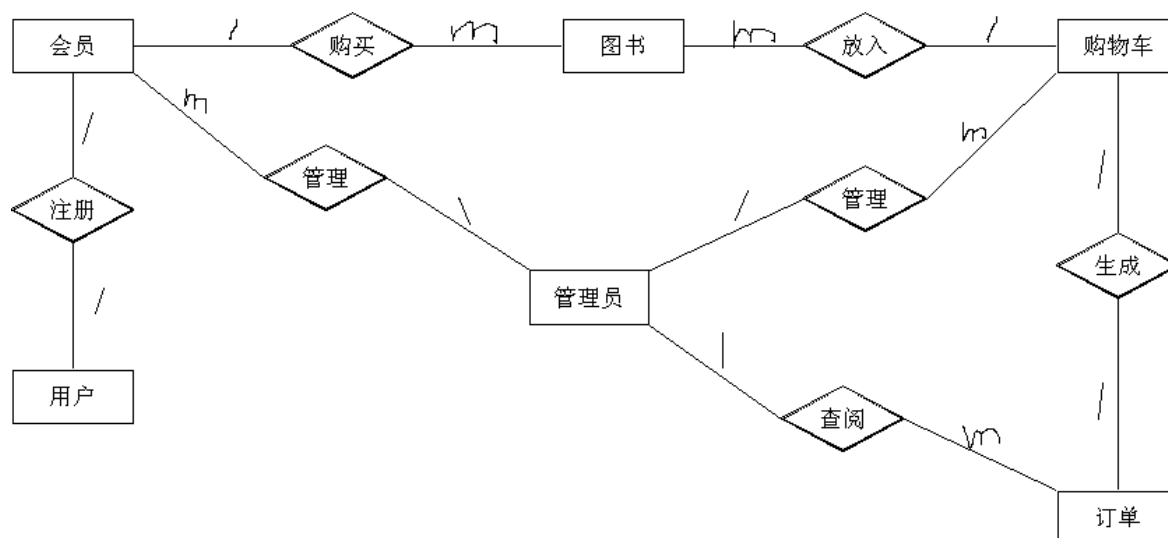 会员 1 购买 m 图书 m 放入 1 购物车
m m
1 管理 管理 1
注册 1 1 生成
1 管理员
用户 1 查阅 m 1
订单